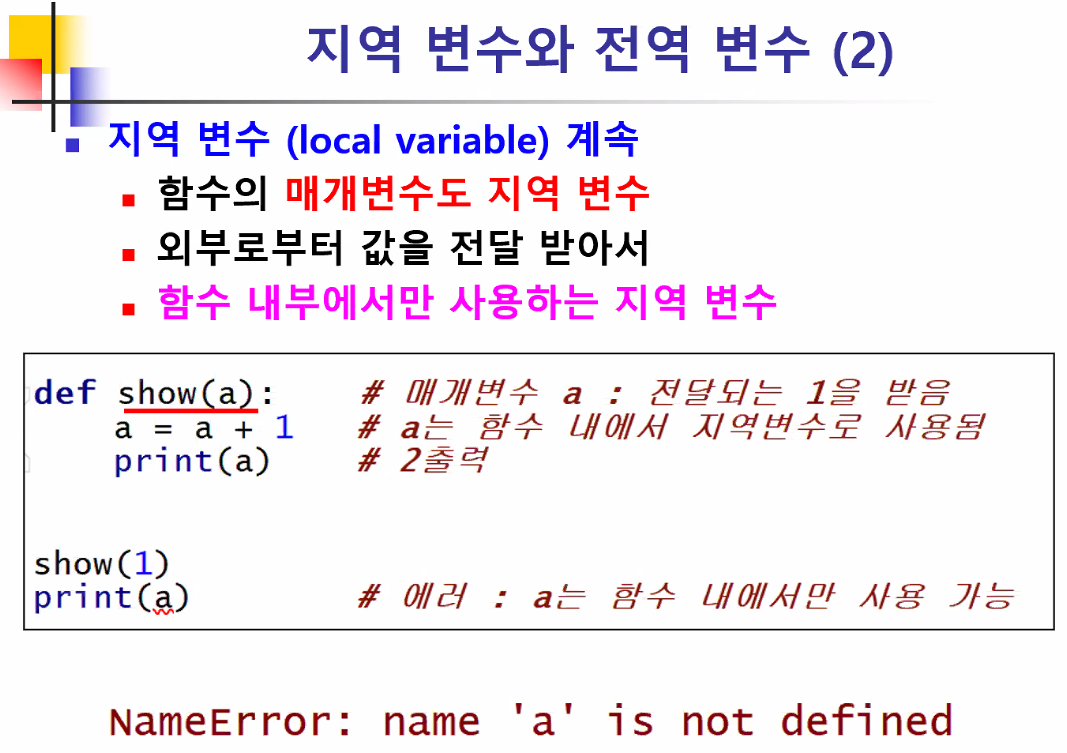 지역 변수와 전역 변수 (2)
지역 변수 (local variable) 계속
함수의 매개변수도 지역 변수
외부로부터 값을 전달 받아서
함수 내부에서만 사용하는 지역 변수
def show(a): # 매개변수 a : 전달되는 1을 받음
a = a + 1 # a는 함수 내에서 지역변수로 사용됨
print(a) # 2출력
show(1)
print(a) # 에러 : a는 함수 내에서만 사용 가능
NameError: name 'a' is not defined